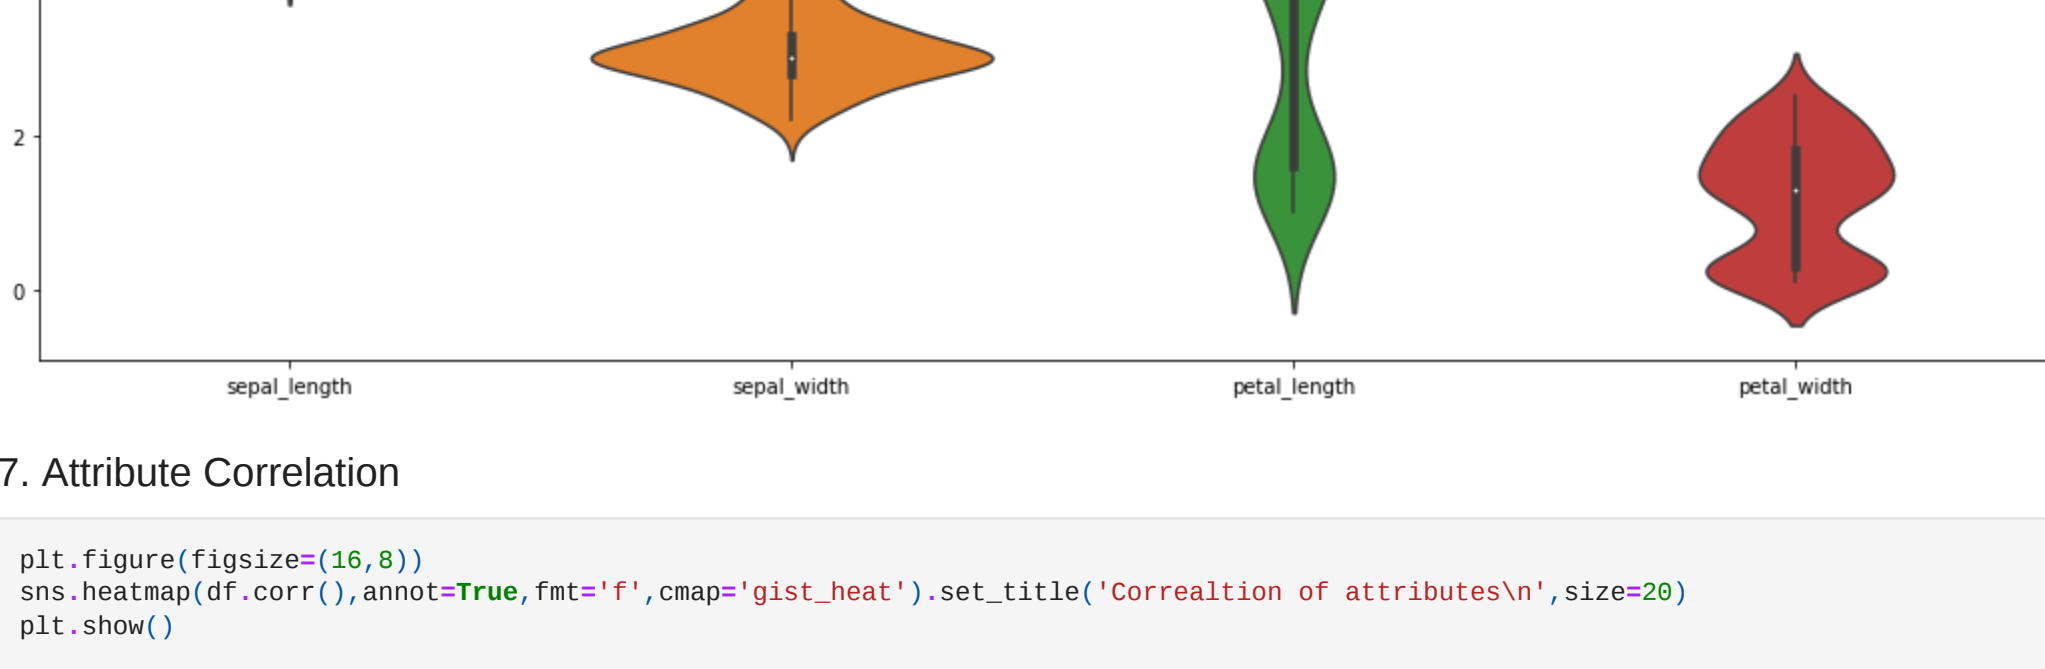 2
0
sepal_length sepal_width petal_length petal_width
7. Attribute Correlation
plt.figure(figsize=(16,8))
sns.heatmap(df.corr(),annot=True,fmt='f',cmap='gist_heat').set_title('Correaltion of attributes\n',size=20)
plt.show()